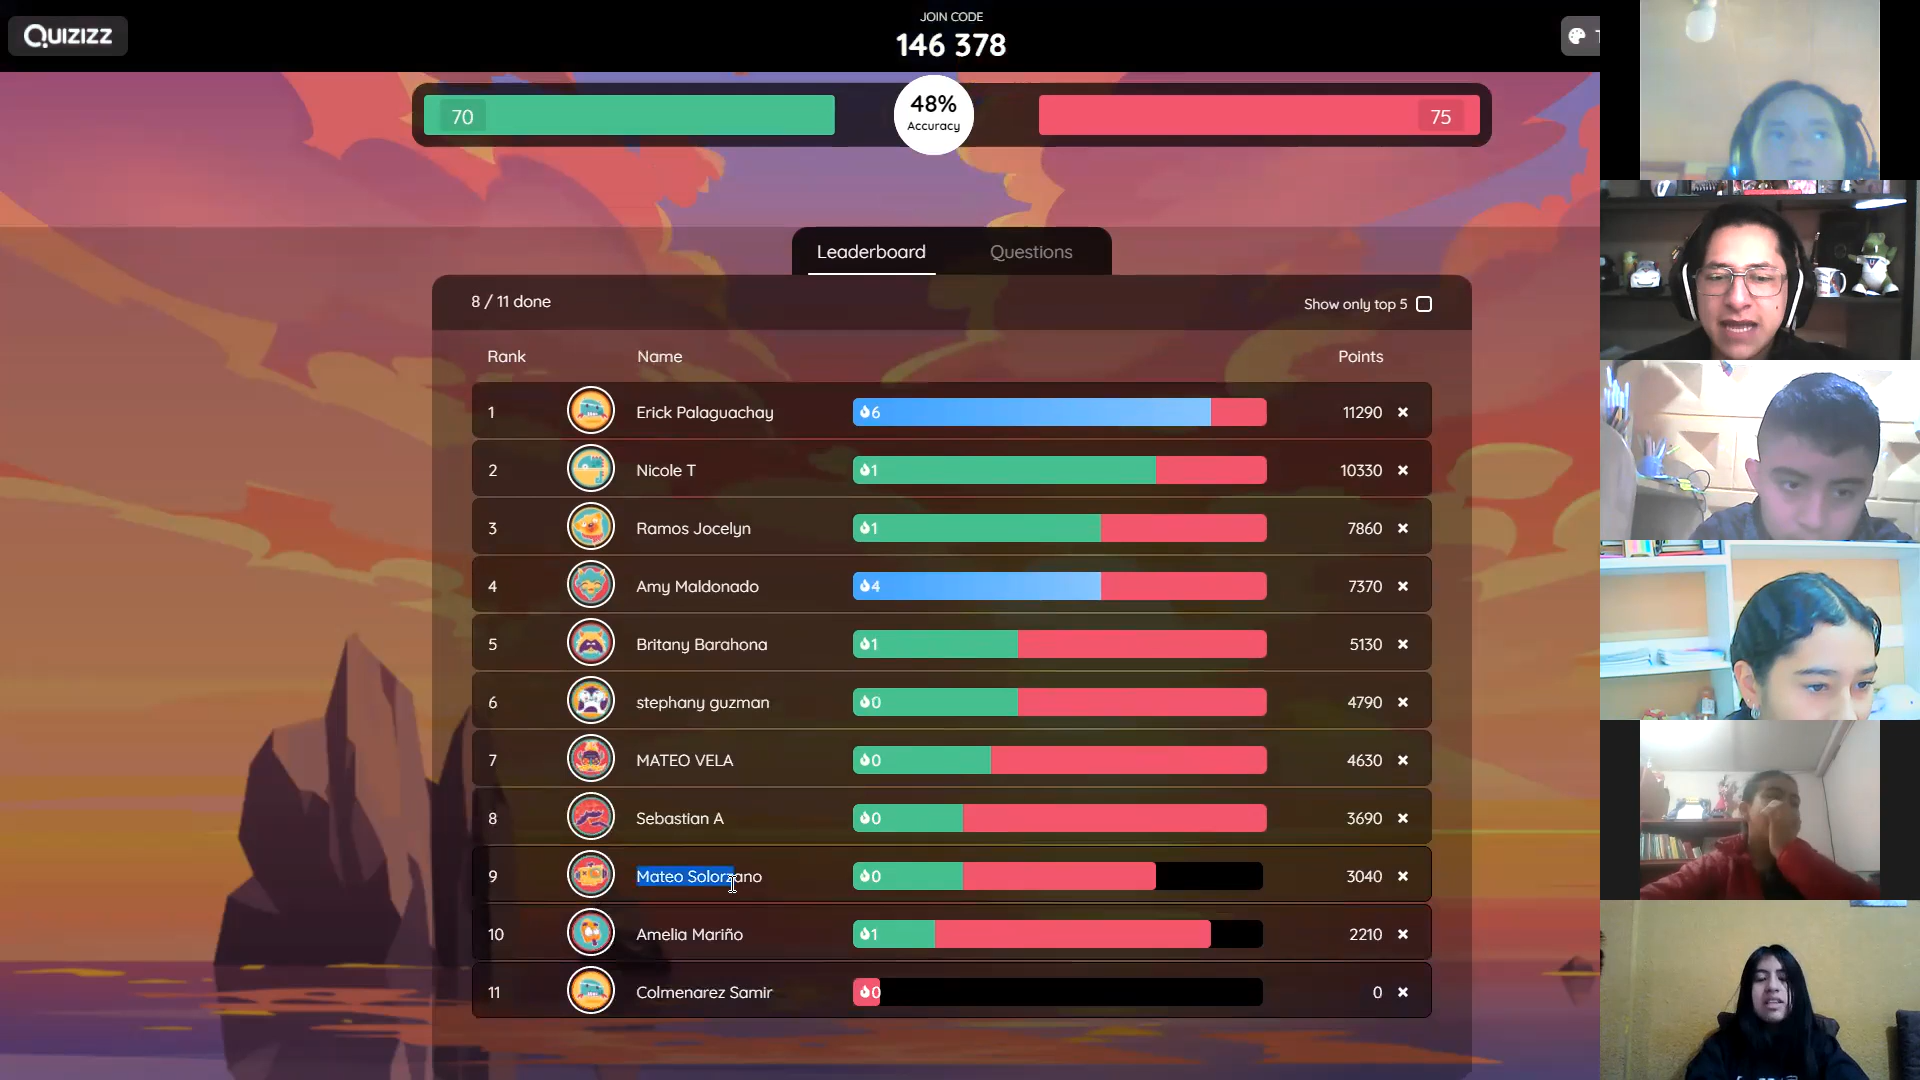 Quizizz
JOIN CODE
146 378
T
70
48%
Accuracy
75
Leaderboard
Questions
8 / 11 done
Show only top 5
Rank Name Points
1 Erick Palaguachay 6 11290
2 Nicole T 1 10330
3 Ramos Jocelyn 1 7860
4 Amy Maldonado 4 7370
5 Britany Barahona 1 5130
6 stephany guzman 0 4790
7 MATEO VELA 0 4630
8 Sebastian A 0 3690
9 Mateo Solorzano 0 3040
10 Amelia Mariño 1 2210
11 Colmenarez Samir 0 0